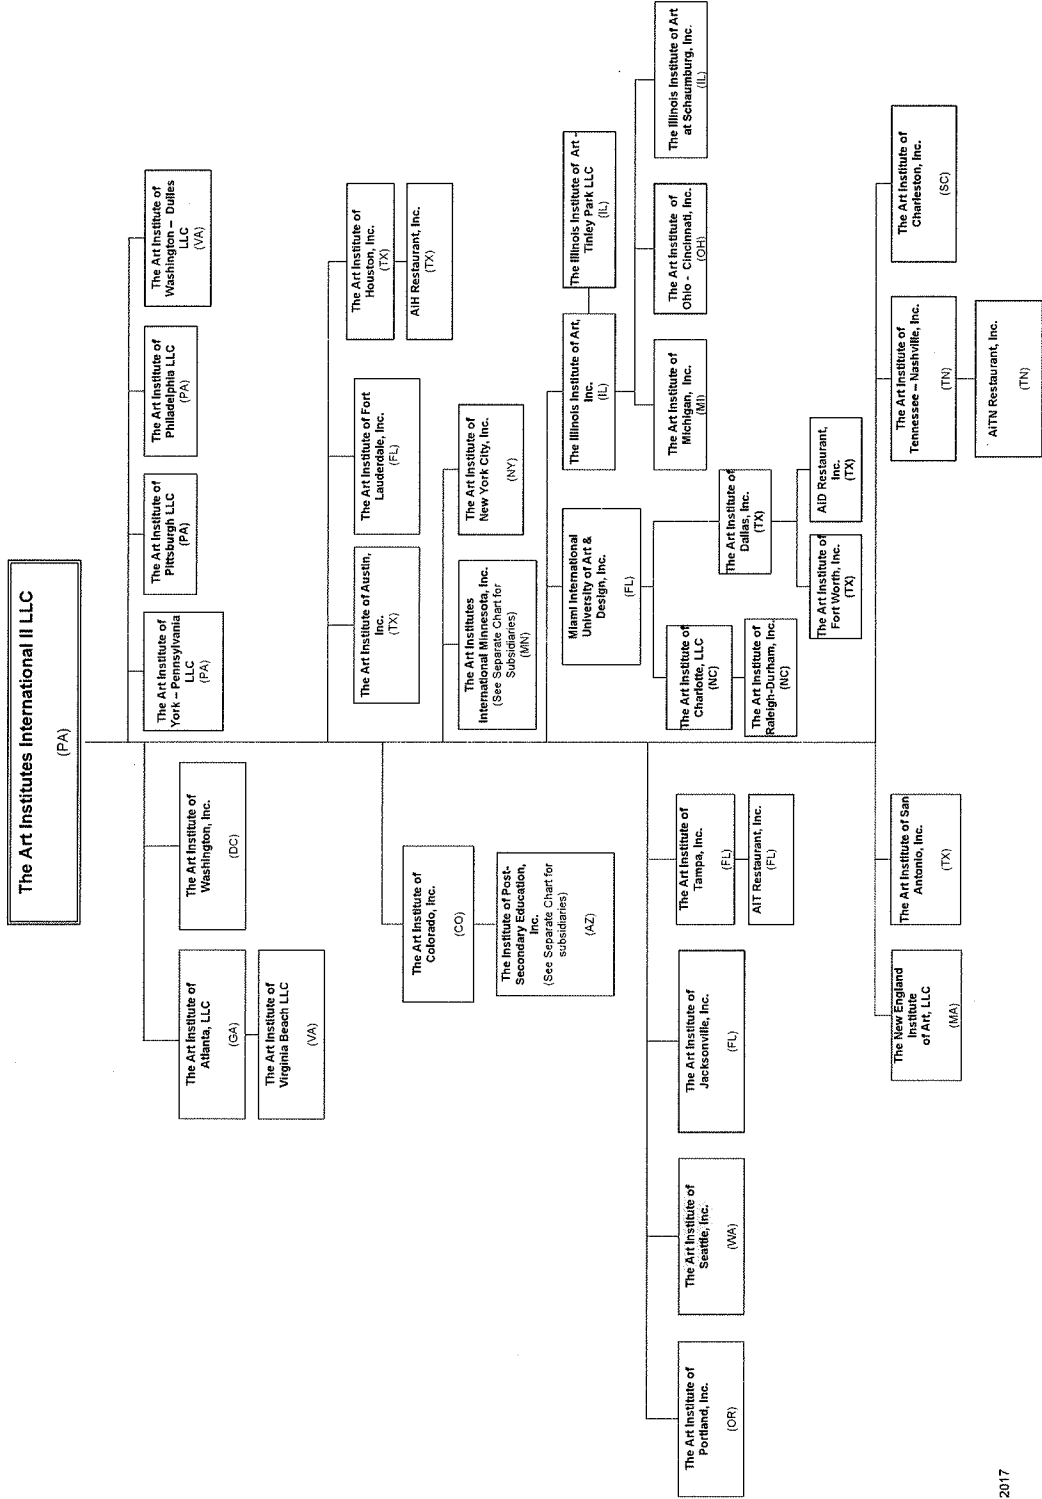 The Art Institutes International II LLC
(PA)
The Art Institute of
Atlanta, LLC
(GA)
The Art Institute of
Virginia Beach LLC
(VA)
The Art Institute of
Washington, Inc.
(DC)
The Art Institute of
York – Pennsylvania
LLC
(PA)
The Art Institute of
Pittsburgh LLC
(PA)
The Art Institute of
Philadelphia LLC
(PA)
The Art Institute of
Washington – Dulles
LLC
(VA)
The Art Institute of Austin,
Inc.
(TX)
The Art Institute of Fort
Lauderdale, Inc.
(FL)
The Art Institute of
Houston, Inc.
(TX)
AiH Restaurant, Inc.
(TX)
The Art Institute of
Colorado, Inc.
(CO)
The Institute of Post-
Secondary Education,
Inc.
(See Separate Chart for
subsidiaries)
(AZ)
The Art Institutes
International Minnesota, Inc.
(See Separate Chart for
Subsidiaries)
(MN)
The Art Institute of
New York City, Inc.
(NY)
Miami International
University of Art &
Design, Inc.
(FL)
The Illinois Institute of Art,
Inc.
(IL)
The Illinois Institute of Art -
Tinley Park LLC
(IL)
The Art Institute of
Michigan, Inc.
(MI)
The Art Institute of
Ohio - Cincinnati, Inc.
(OH)
The Illinois Institute of Art
at Schaumburg, Inc.
(IL)
The Art Institute of
Charlotte, LLC
(NC)
The Art Institute of
Raleigh-Durham, Inc.
(NC)
The Art Institute of
Dallas, Inc.
(TX)
The Art Institute of
Fort Worth, Inc.
(TX)
AiD Restaurant,
Inc.
(TX)
The Art Institute of
Portland, Inc.
(OR)
The Art Institute of
Seattle, Inc.
(WA)
The Art Institute of
Jacksonville, Inc.
(FL)
The Art Institute of
Tampa, Inc.
(FL)
AIT Restaurant, Inc.
(FL)
The New England
Institute
of Art, LLC
(MA)
The Art Institute of San
Antonio, Inc.
(TX)
The Art Institute of
Tennessee – Nashville, Inc.
(TN)
AITN Restaurant, Inc.
(TN)
The Art Institute of
Charleston, Inc.
(SC)
2017